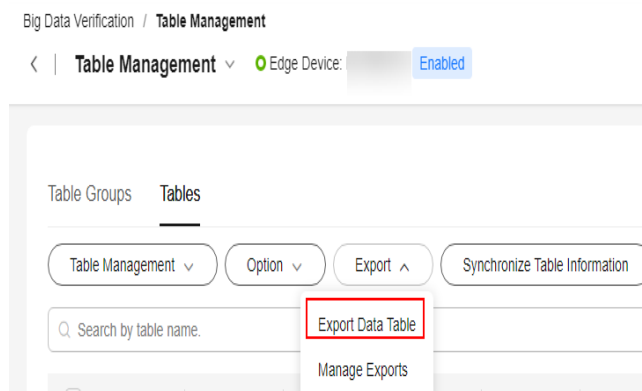 Big Data Verification / Table Management
Table Management Edge Device: Enabled
Table Groups Tables
Table Management Option Export Synchronize Table Information
Search by table name. Export Data Table
Manage Exports